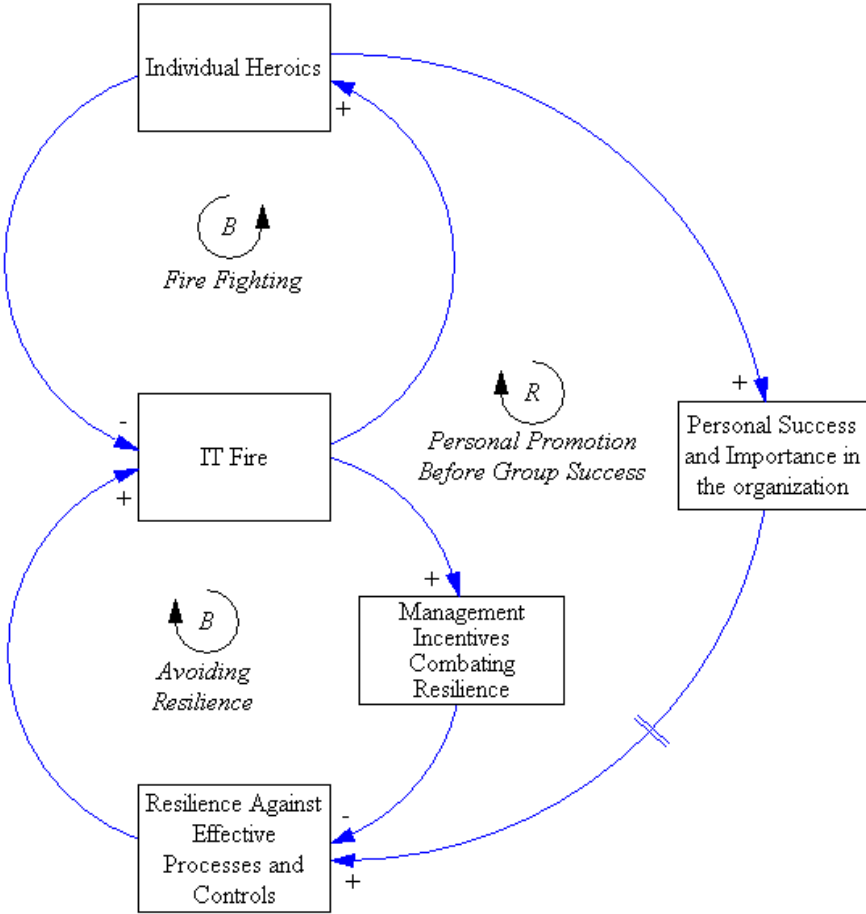 Individual Heroics
+
B
Fire Fighting
R
Personal Promotion
Before Group Success
+
Personal Success
and Importance in
the organization
-
IT Fire
+
B
Avoiding
Resilience
+
Management
Incentives
Combating
Resilience
Resilience Against
Effective
Processes and
Controls
-
+